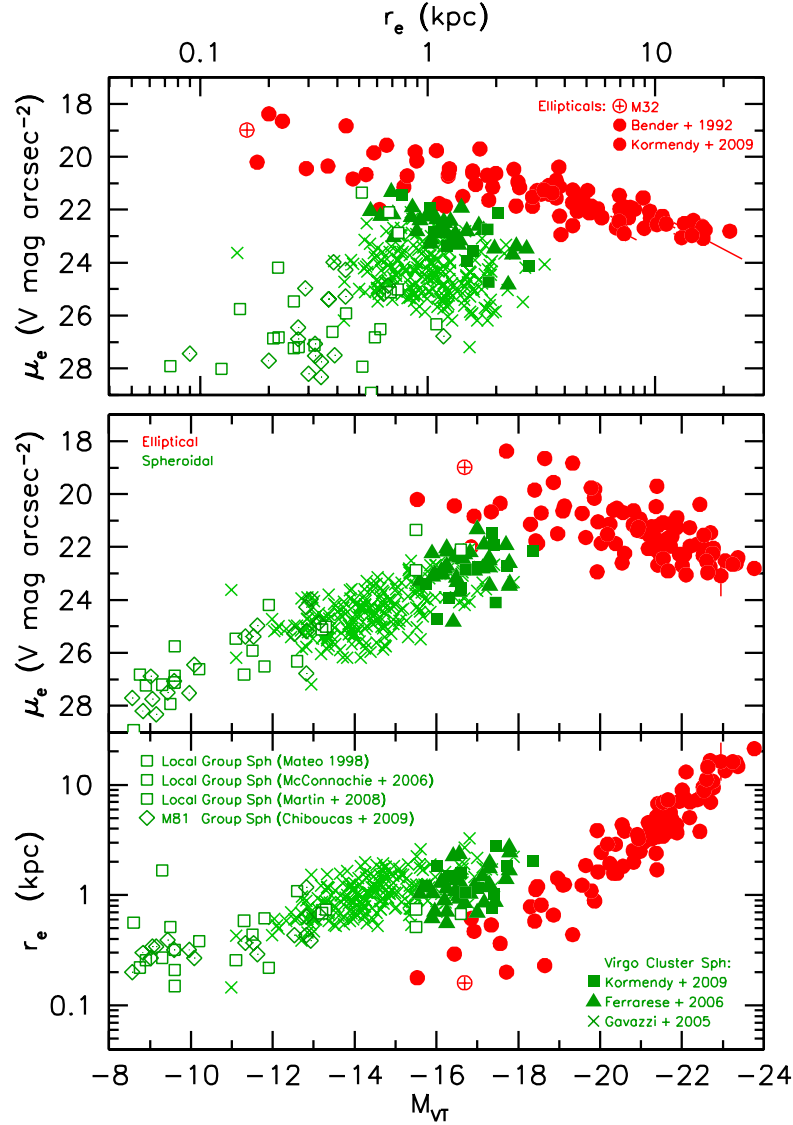 r_e (kpc)
0.1 1 10
μ_e (V mag arcsec⁻²)
18
20
22
24
26
28
Ellipticals: ⊕ M32
Bender + 1992
Kormendy + 2009
μ_e (V mag arcsec⁻²)
18
20
22
24
26
28
Elliptical
Spheroidal
r_e (kpc)
10
1
0.1
Local Group Sph (Mateo 1998)
Local Group Sph (McConnachie + 2006)
Local Group Sph (Martin + 2008)
M81 Group Sph (Chiboucas + 2009)
Virgo Cluster Sph:
Kormendy + 2009
Ferrarese + 2006
Gavazzi + 2005
−8 −10 −12 −14 −16 −18 −20 −22 −24
M_VT